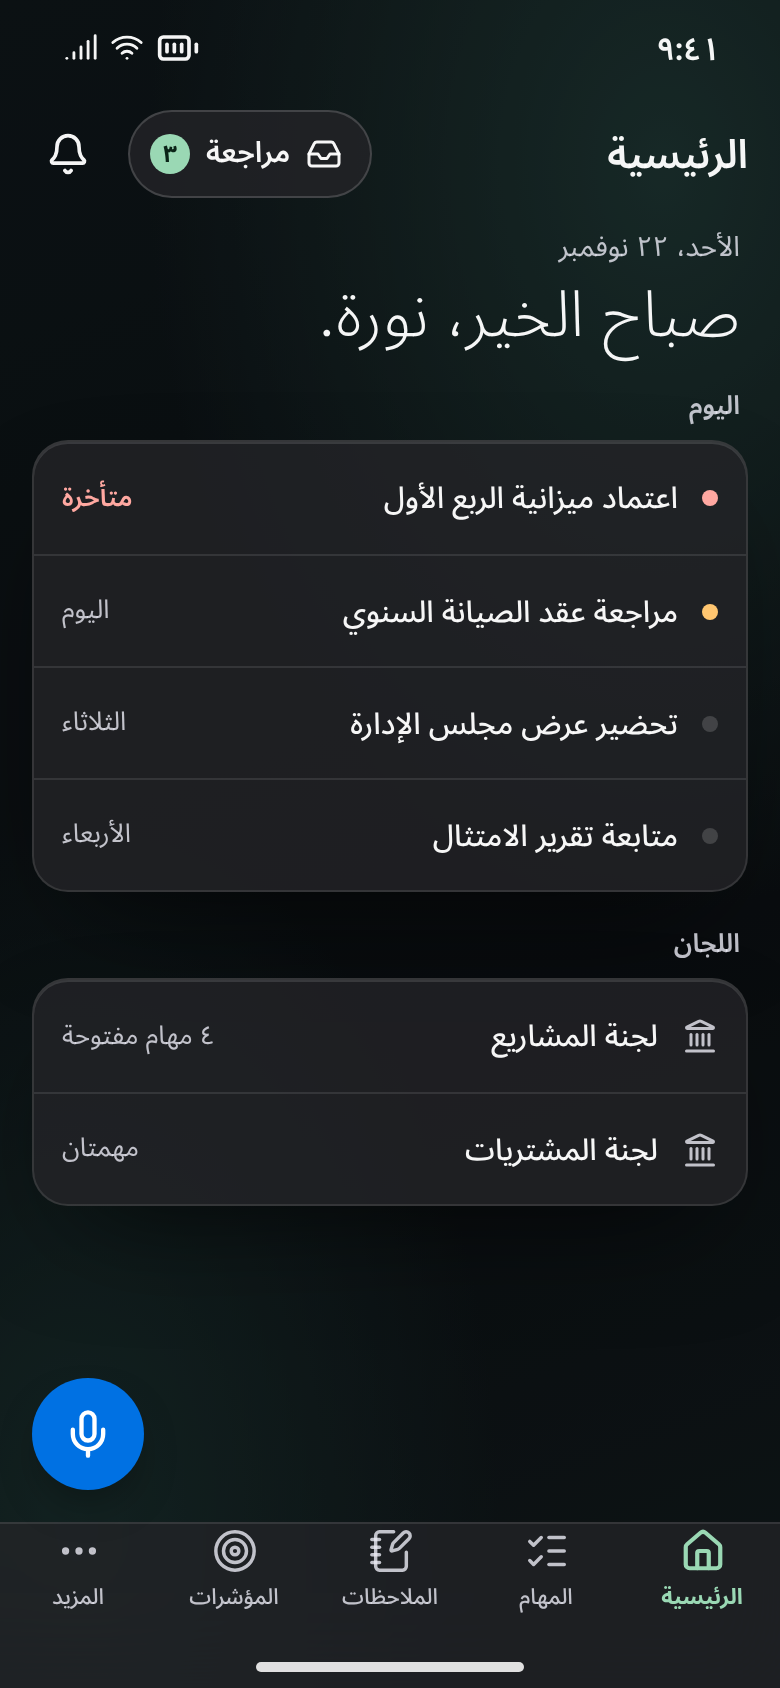 ٩:٤١
الرئيسية
مراجعة ٣
الأحد، ٢٢ نوفمبر
صباح الخير، نورة.
اليوم
اعتماد ميزانية الربع الأول متأخرة
مراجعة عقد الصيانة السنوي اليوم
تحضير عرض مجلس الإدارة الثلاثاء
متابعة تقرير الامتثال الأربعاء
اللجان
لجنة المشاريع ٤ مهام مفتوحة
لجنة المشتريات مهمتان
الرئيسية المهام الملاحظات المؤشرات المزيد